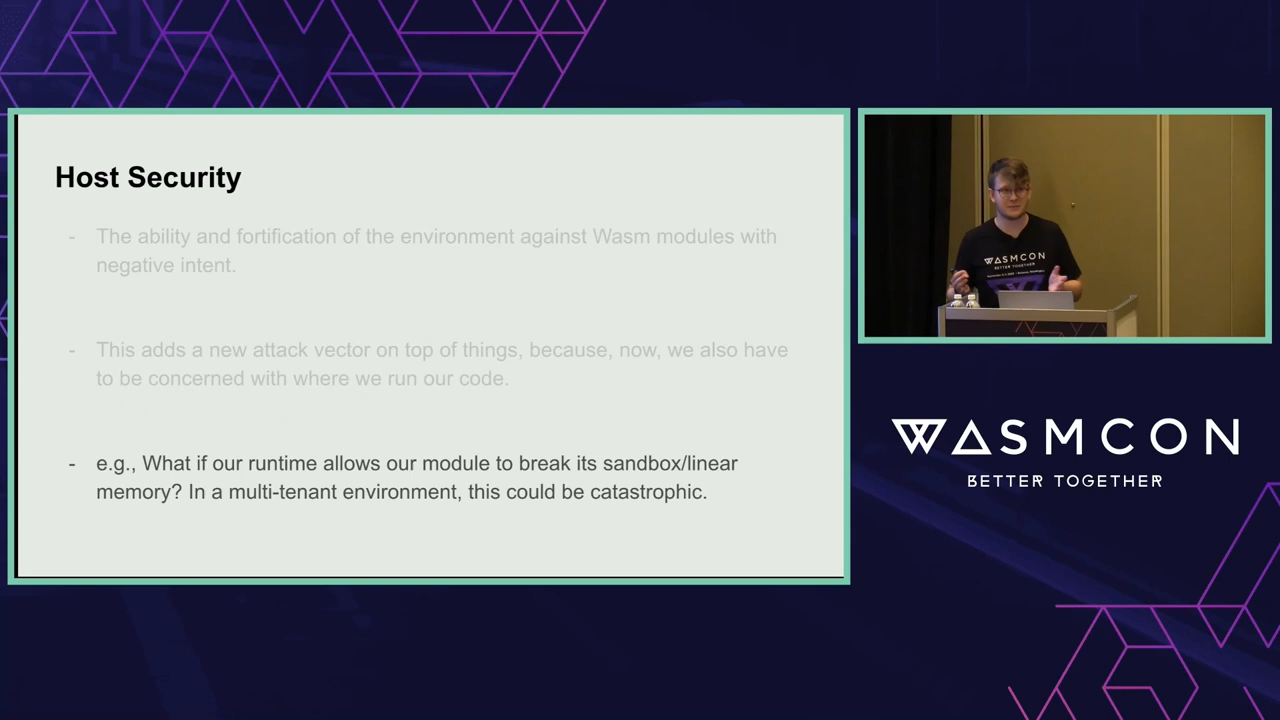 Host Security
- The ability and fortification of the environment against Wasm modules with
negative intent.
- This adds a new attack vector on top of things, because, now, we also have
to be concerned with where we run our code.
- e.g., What if our runtime allows our module to break its sandbox/linear
memory? In a multi-tenant environment, this could be catastrophic.
WASMCON
BETTER TOGETHER
WASMCON
BETTER TOGETHER